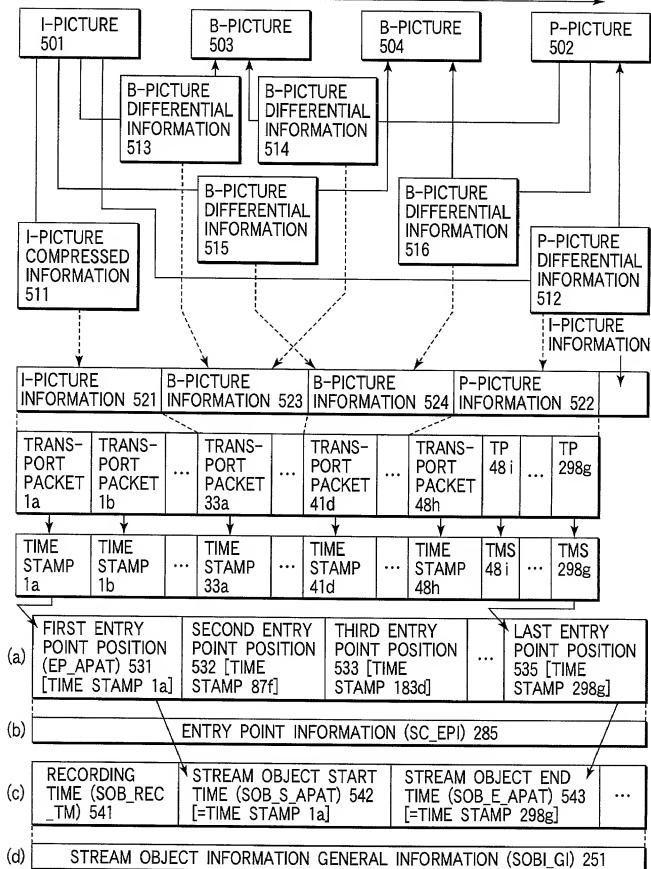 I-PICTURE
501
B-PICTURE
503
B-PICTURE
504
P-PICTURE
502
B-PICTURE
DIFFERENTIAL
INFORMATION
513
B-PICTURE
DIFFERENTIAL
INFORMATION
514
B-PICTURE
DIFFERENTIAL
INFORMATION
515
B-PICTURE
DIFFERENTIAL
INFORMATION
516
I-PICTURE
COMPRESSED
INFORMATION
511
P-PICTURE
DIFFERENTIAL
INFORMATION
512
I-PICTURE
INFORMATION
I-PICTURE
INFORMATION 521
B-PICTURE
INFORMATION 523
B-PICTURE
INFORMATION 524
P-PICTURE
INFORMATION 522
TRANS-
PORT
PACKET
1a
TRANS-
PORT
PACKET
1b
...
TRANS-
PORT
PACKET
33a
...
TRANS-
PORT
PACKET
41d
...
TRANS-
PORT
PACKET
48h
TP
48i
...
TP
298g
TIME
STAMP
1a
TIME
STAMP
1b
...
TIME
STAMP
33a
...
TIME
STAMP
41d
...
TIME
STAMP
48h
TMS
48i
...
TMS
298g
(a)
FIRST ENTRY
POINT POSITION
(EP_APAT) 531
[TIME STAMP 1a]
SECOND ENTRY
POINT POSITION
532 [TIME
STAMP 87f]
THIRD ENTRY
POINT POSITION
533 [TIME
STAMP 183d]
...
LAST ENTRY
POINT POSITION
535 [TIME
STAMP 298g]
(b)
ENTRY POINT INFORMATION (SC_EPI) 285
(c)
RECORDING
TIME (SOB_REC
_TM) 541
STREAM OBJECT START
TIME (SOB_S_APAT) 542
[=TIME STAMP 1a]
STREAM OBJECT END
TIME (SOB_E_APAT) 543
[=TIME STAMP 298g]
...
(d)
STREAM OBJECT INFORMATION GENERAL INFORMATION (SOBI_GI) 251